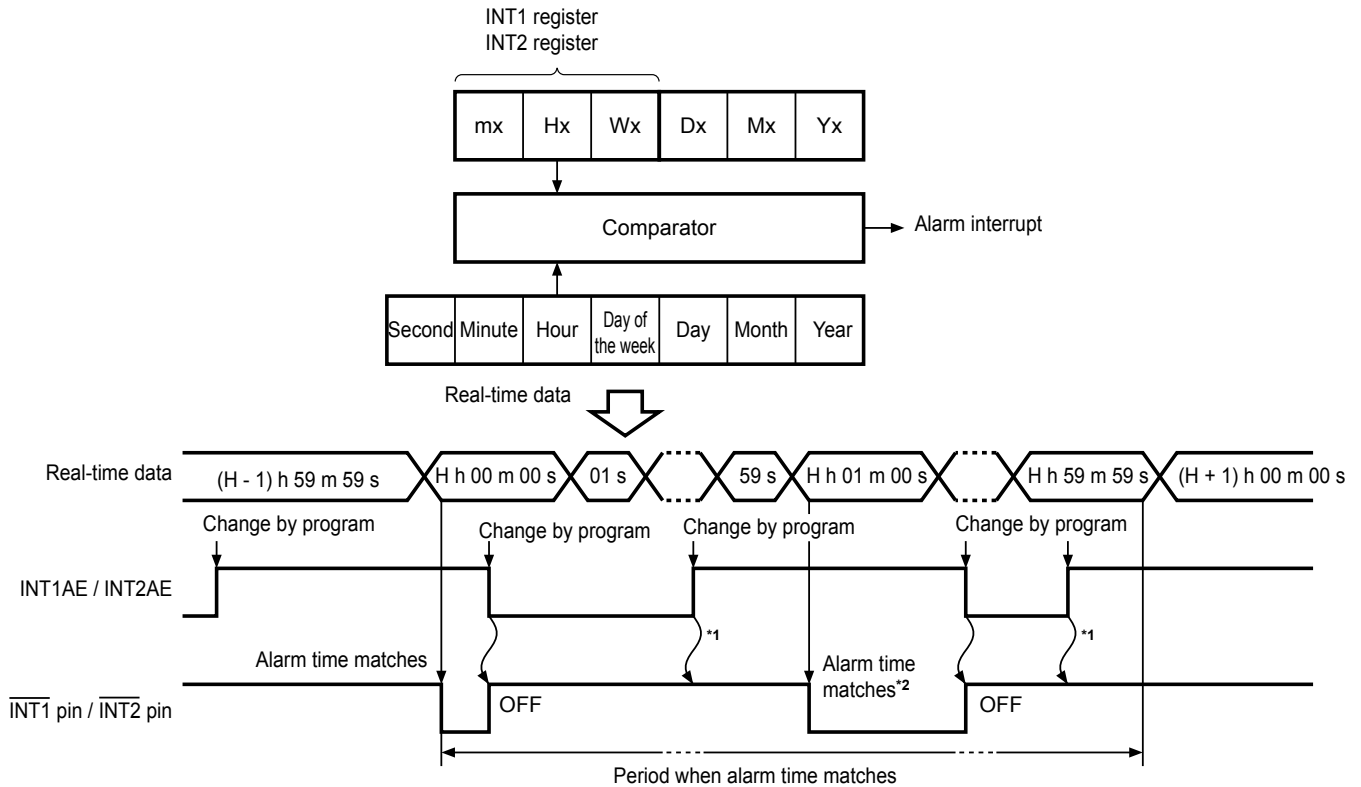 INT1 register
INT2 register
mx Hx Wx Dx Mx Yx
Comparator
Alarm interrupt
Second Minute Hour Day of the week Day Month Year
Real-time data
Real-time data
(H - 1) h 59 m 59 s H h 00 m 00 s 01 s 59 s H h 01 m 00 s H h 59 m 59 s (H + 1) h 00 m 00 s
Change by program Change by program Change by program Change by program
INT1AE / INT2AE
*1 *1
Alarm time matches
Alarm time
matches*2
INT1 pin / INT2 pin
OFF OFF
Period when alarm time matches